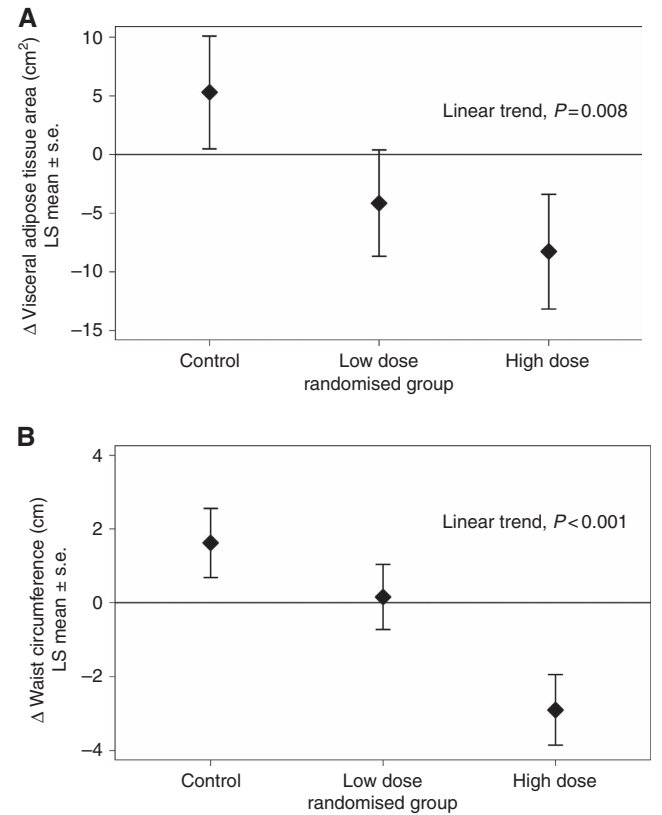 A
Δ Visceral adipose tissue area (cm²)
LS mean ± s.e.
10
5
0
−5
−10
−15
Linear trend, P=0.008
Control
Low dose
High dose
randomised group
B
Δ Waist circumference (cm)
LS mean ± s.e.
4
2
0
−2
−4
Linear trend, P<0.001
Control
Low dose
High dose
randomised group